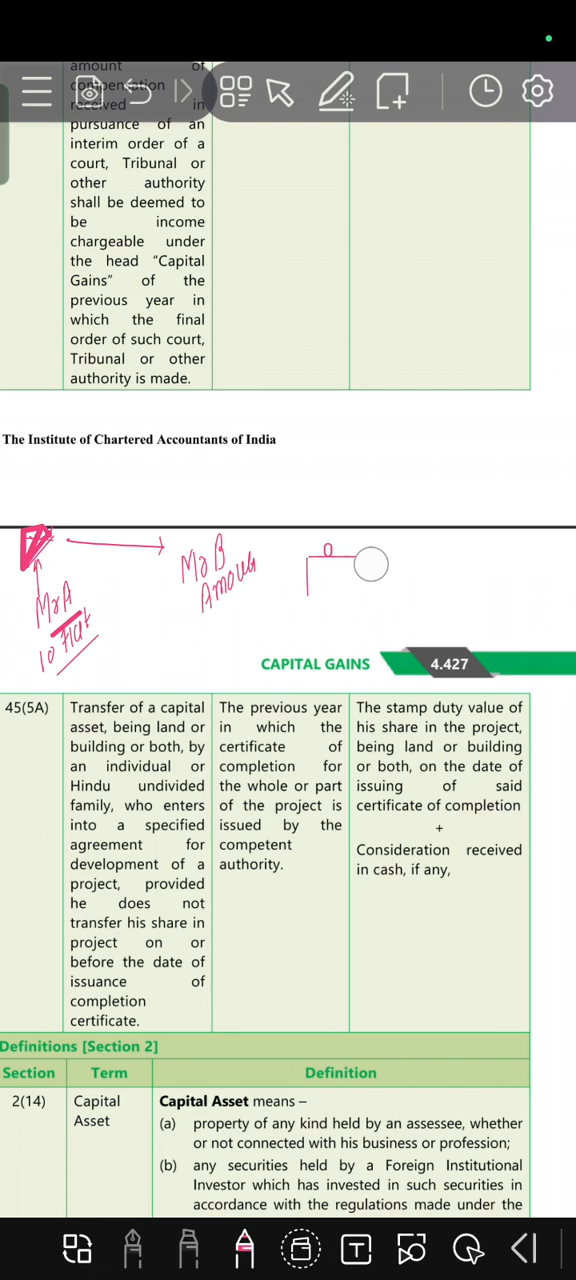 amount of
compensation
received in
pursuance of an
interim order of a
court, Tribunal or
other authority
shall be deemed to
be income
chargeable under
the head “Capital
Gains” of the
previous year in
which the final
order of such court,
Tribunal or other
authority is made.
The Institute of Chartered Accountants of India
Mr A
10 Flat
Mr B
CAPITAL GAINS 4.427
45(5A)
Transfer of a capital
asset, being land or
building or both, by
an individual or
Hindu undivided
family, who enters
into a specified
agreement for
development of a
project, provided
he does not
transfer his share in
project on or
before the date of
issuance of
completion
certificate.
The previous year
in which the
certificate of
completion for
the whole or part
of the project is
issued by the
competent
authority.
The stamp duty value of
his share in the project,
being land or building
or both, on the date of
issuing of said
certificate of completion
+
Consideration received
in cash, if any,
Definitions [Section 2]
Section Term Definition
2(14)
Capital
Asset
Capital Asset means –
(a) property of any kind held by an assessee, whether
or not connected with his business or profession;
(b) any securities held by a Foreign Institutional
Investor which has invested in such securities in
accordance with the regulations made under the